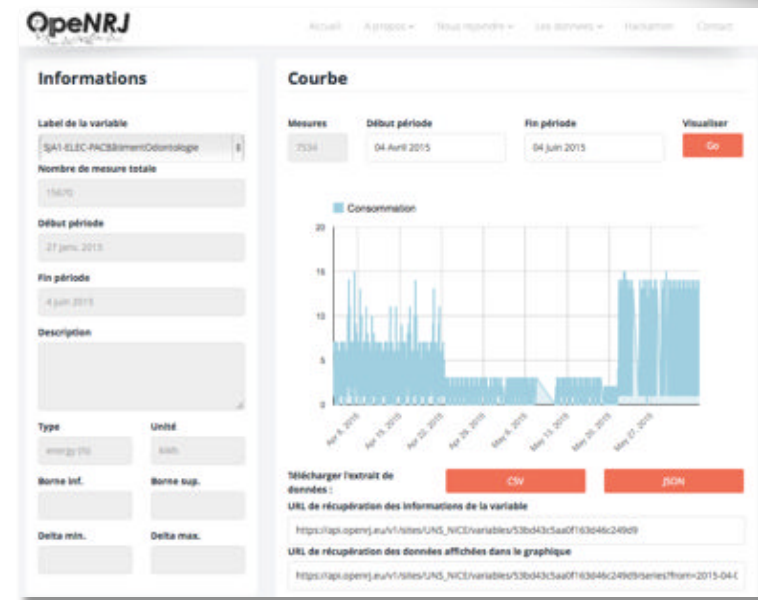 OpeNRJ
Accueil A propos Nous rejoindre Les données Hackathon Contact
Informations
Label de la variable
SJA1-ELEC-PACBâtimentOdontologie
Nombre de mesure totale
15670
Début période
27 janv. 2015
Fin période
4 juin 2015
Description
Type Unité
energy (h) kWh
Borne inf. Borne sup.
Delta min. Delta max.
Courbe
Mesures Début période Fin période Visualiser
7534 04 Avril 2015 04 Juin 2015 Go
Consommation
20
15
10
5
0
Apr 8, 2015 Apr 15, 2015 Apr 22, 2015 Apr 29, 2015 May 6, 2015 May 13, 2015 May 20, 2015 May 27, 2015
Télécharger l'extrait de
données : CSV JSON
URL de récupération des informations de la variable
https://api.openrj.eu/v1/sites/UNS_NICE/variables/53bd43c5aa0f163d46c249d9
URL de récupération des données affichées dans le graphique
https://api.openrj.eu/v1/sites/UNS_NICE/variables/53bd43c5aa0f163d46c249d9/series?from=2015-04-0